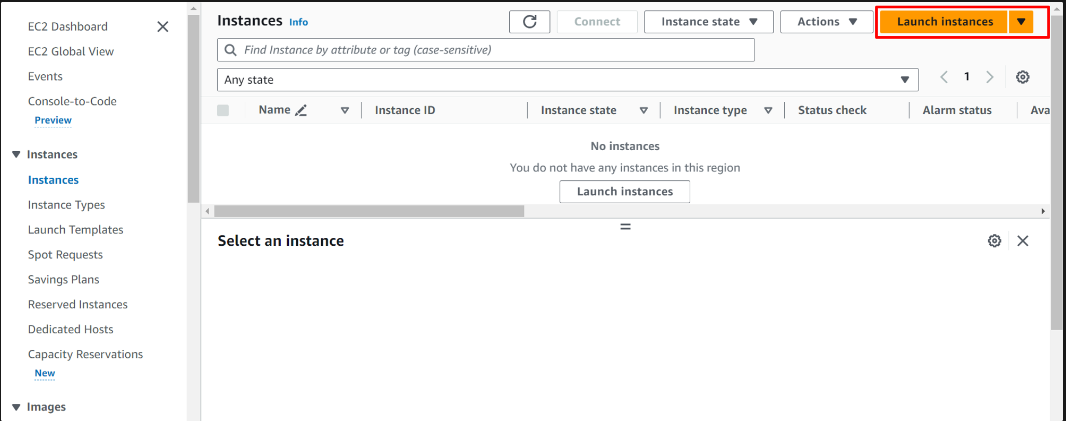 EC2 Dashboard
EC2 Global View
Events
Console-to-Code
Preview
Instances
Instances
Instance Types
Launch Templates
Spot Requests
Savings Plans
Reserved Instances
Dedicated Hosts
Capacity Reservations
New
Images
Instances Info
Connect
Instance state
Actions
Launch instances
Find Instance by attribute or tag (case-sensitive)
Any state
1
Name
Instance ID
Instance state
Instance type
Status check
Alarm status
Ava
No instances
You do not have any instances in this region
Launch instances
Select an instance